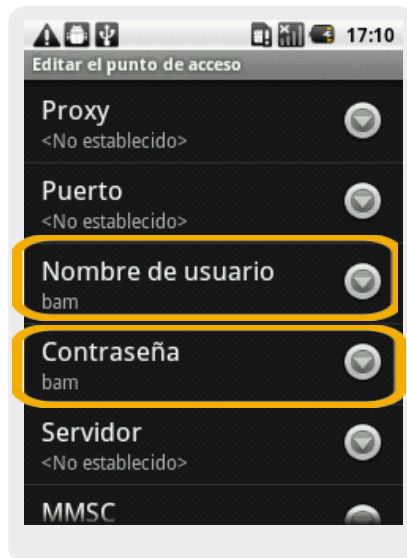 17:10
Editar el punto de acceso
Proxy
<No establecido>
Puerto
<No establecido>
Nombre de usuario
bam
Contraseña
bam
Servidor
<No establecido>
MMSC